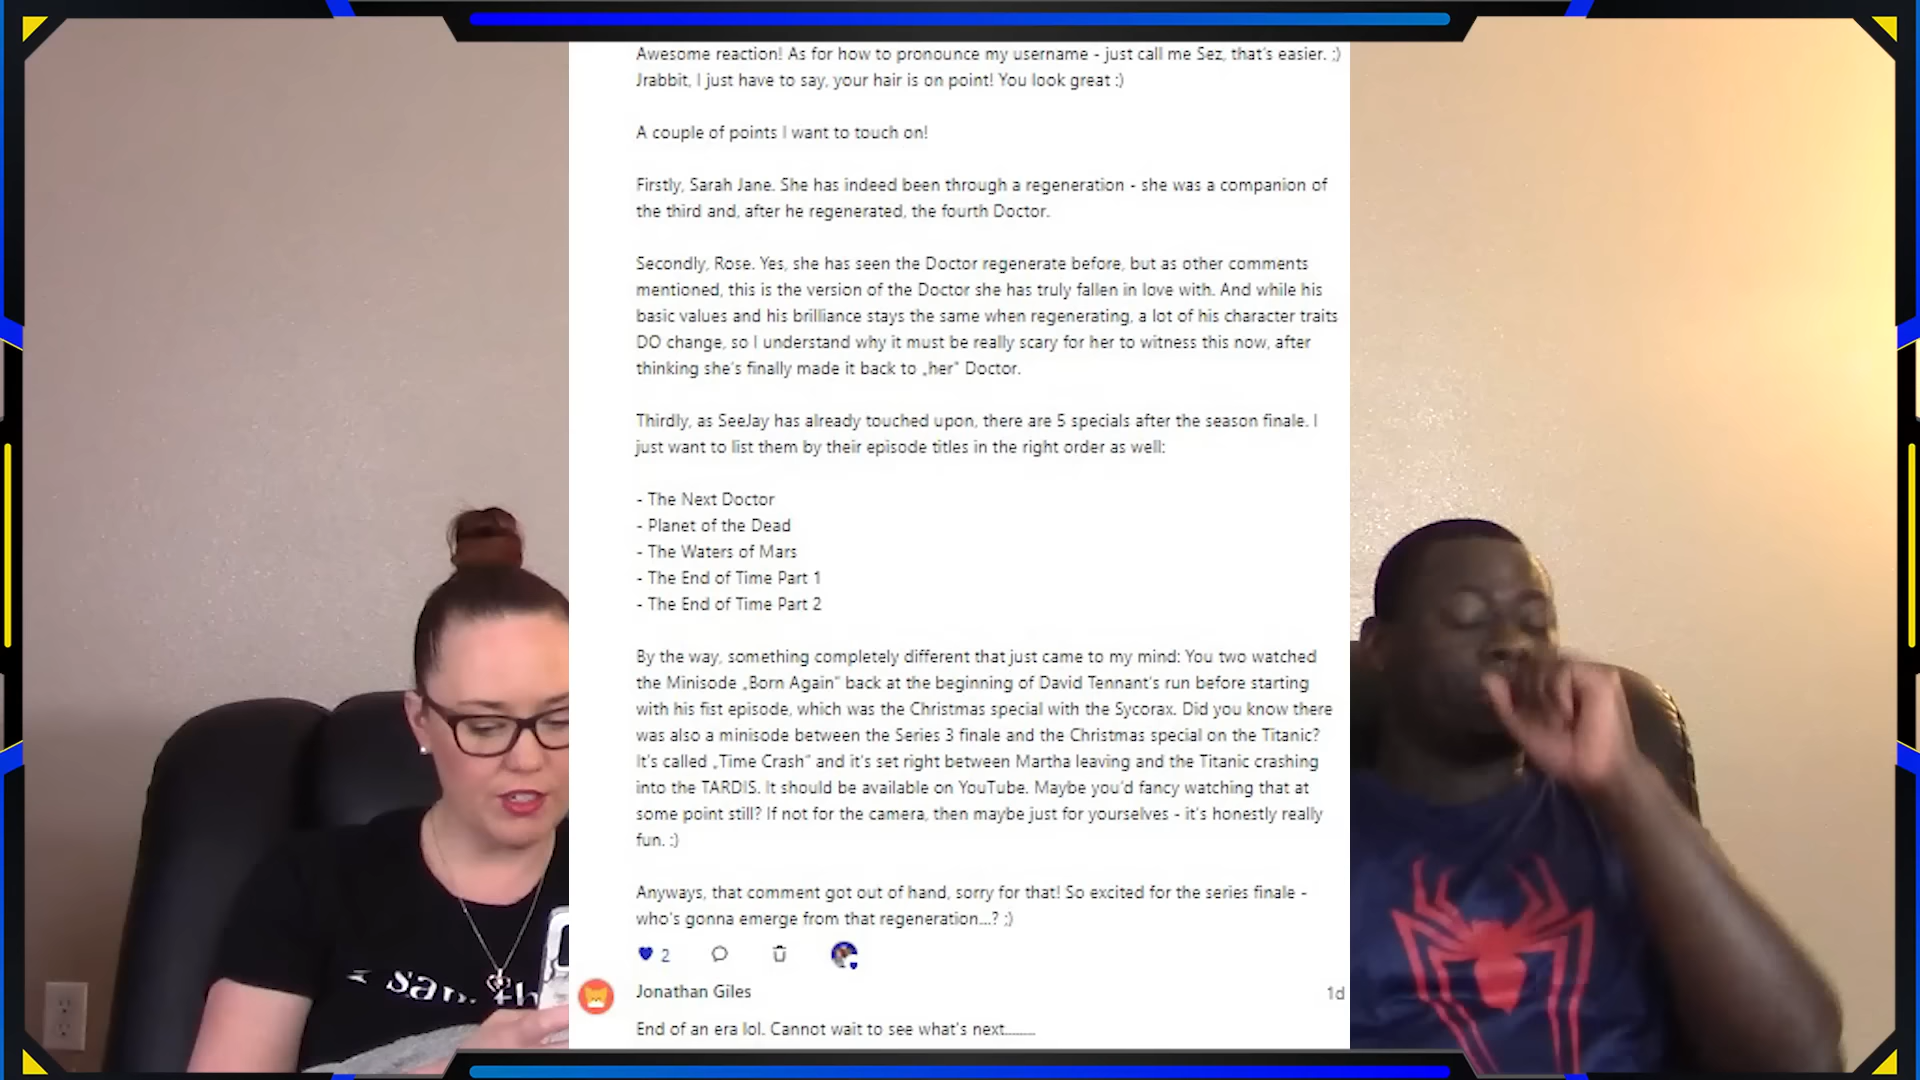 Awesome reaction! As for how to pronounce my username - just call me Sez, that's easier. ;)
Jrabbit, I just have to say, your hair is on point! You look great :)
A couple of points I want to touch on!
Firstly, Sarah Jane. She has indeed been through a regeneration - she was a companion of
the third and, after he regenerated, the fourth Doctor.
Secondly, Rose. Yes, she has seen the Doctor regenerate before, but as other comments
mentioned, this is the version of the Doctor she has truly fallen in love with. And while his
basic values and his brilliance stays the same when regenerating, a lot of his character traits
DO change, so I understand why it must be really scary for her to witness this now, after
thinking she's finally made it back to „her" Doctor.
Thirdly, as SeeJay has already touched upon, there are 5 specials after the season finale. I
just want to list them by their episode titles in the right order as well:
- The Next Doctor
- Planet of the Dead
- The Waters of Mars
- The End of Time Part 1
- The End of Time Part 2
By the way, something completely different that just came to my mind: You two watched
the Minisode „Born Again" back at the beginning of David Tennant's run before starting
with his fist episode, which was the Christmas special with the Sycorax. Did you know there
was also a minisode between the Series 3 finale and the Christmas special on the Titanic?
It's called „Time Crash" and it's set right between Martha leaving and the Titanic crashing
into the TARDIS. It should be available on YouTube. Maybe you'd fancy watching that at
some point still? If not for the camera, then maybe just for yourselves - it's honestly really
fun. :)
Anyways, that comment got out of hand, sorry for that! So excited for the series finale -
who's gonna emerge from that regeneration...? ;)
2
Jonathan Giles
1d
End of an era lol. Cannot wait to see what's next.........